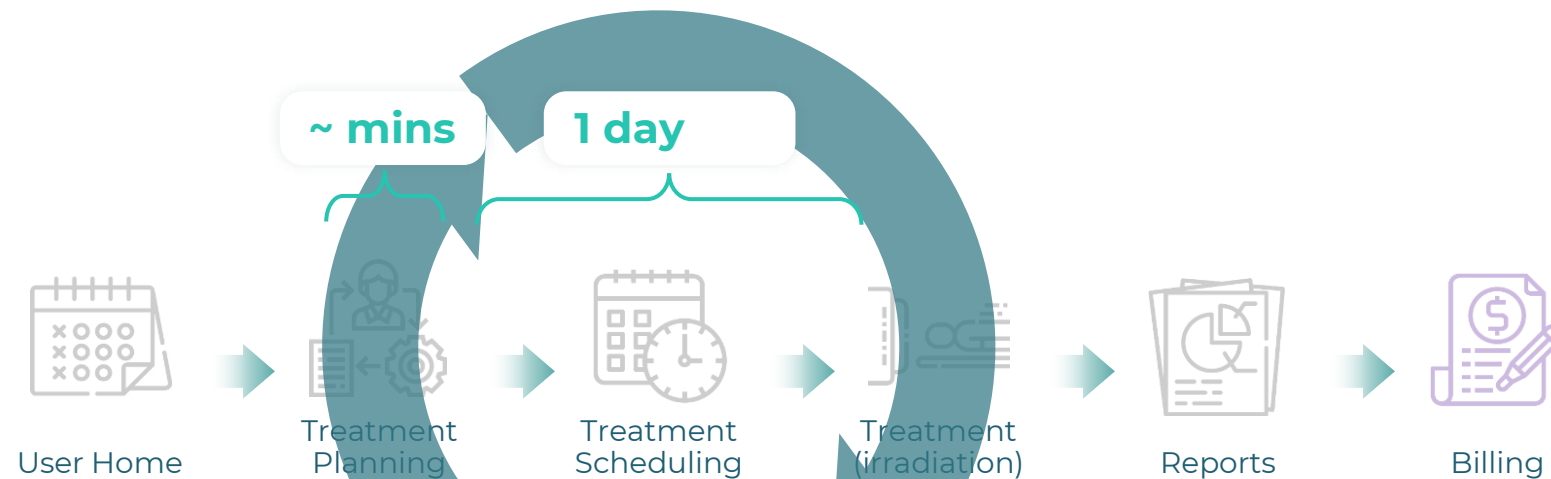 ~ mins
1 day
User Home
Treatment
Planning
Treatment
Scheduling
Treatment
(irradiation)
Reports
Billing